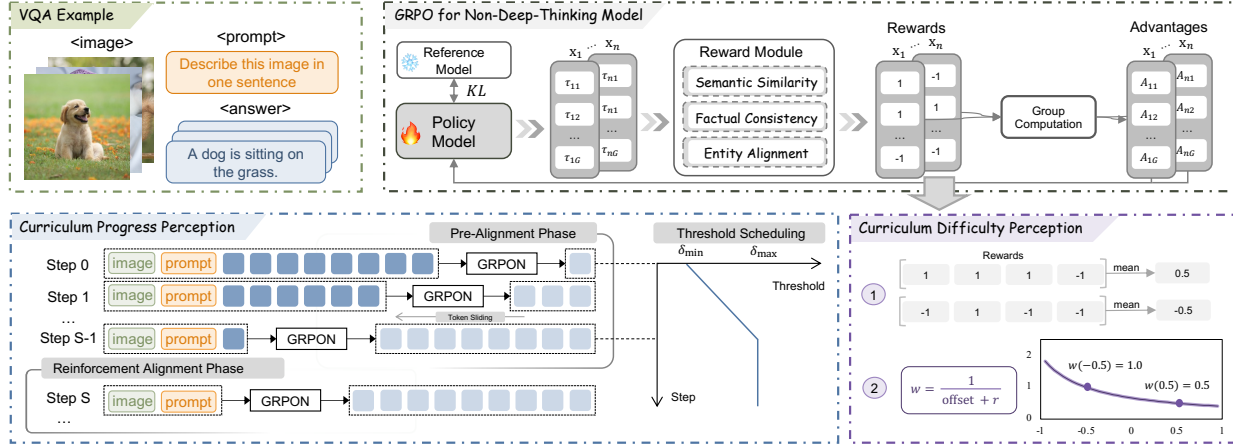 VQA Example
<image>
<prompt>
Describe this image in
one sentence
<answer>
A dog is sitting on
the grass.
GRPO for Non-Deep-Thinking Model
Reference
Model
KL
Policy
Model
x₁ ... xₙ
τ₁₁ τₙ₁
τ₁₂ τₙ₁
... ...
τ₁G τₙG
Reward Module
Semantic Similarity
Factual Consistency
Entity Alignment
Rewards
x₁ ... xₙ
1 -1
1 1
... ...
-1 -1
Group
Computation
Advantages
x₁ ... xₙ
A₁₁ Aₙ₁
A₁₂ Aₙ₂
... ...
A₁G AₙG
Curriculum Progress Perception
Pre-Alignment Phase
Step 0 image prompt GRPON
Step 1 image prompt GRPON
...
Token Sliding
Step S-1 image prompt GRPON
Reinforcement Alignment Phase
Step S image prompt GRPON
...
Threshold Scheduling
δmin δmax
Threshold
Step
Curriculum Difficulty Perception
Rewards
1
1 1 1 -1 mean 0.5
-1 1 -1 -1 mean -0.5
2
w = 1 / (offset + r)
2
1
0
w(−0.5) = 1.0
w(0.5) = 0.5
-1 -0.5 0 0.5 1